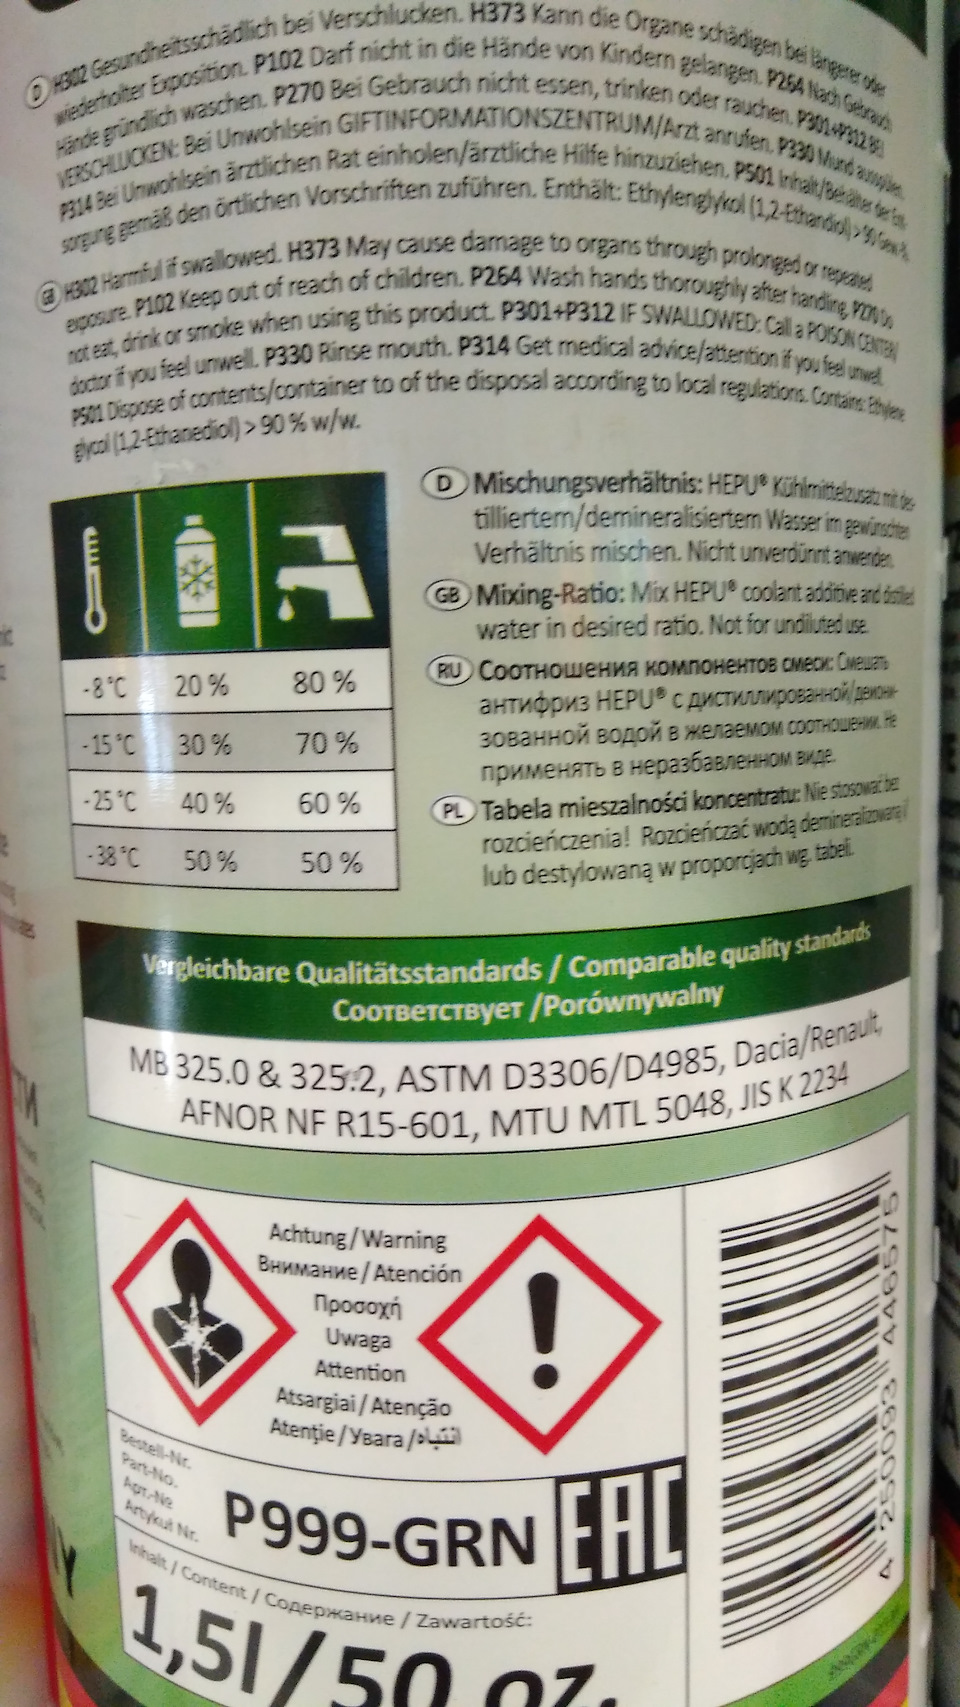 D H302 Gesundheitsschädlich bei Verschlucken. H373 Kann die Organe schädigen bei längerer oder
wiederholter Exposition. P102 Darf nicht in die Hände von Kindern gelangen. P264 Nach Gebrauch
Hände gründlich waschen. P270 Bei Gebrauch nicht essen, trinken oder rauchen. P301+P312 BEI
VERSCHLUCKEN: Bei Unwohlsein GIFTINFORMATIONSZENTRUM/Arzt anrufen. P330 Mund ausspülen.
P314 Bei Unwohlsein ärztlichen Rat einholen/ärztliche Hilfe hinzuziehen. P501 Inhalt/Behälter der Ent-
sorgung gemäß den örtlichen Vorschriften zuführen. Enthält: Ethylenglykol (1,2-Ethandiol) > 90 Gew.-%.
GB H302 Harmful if swallowed. H373 May cause damage to organs through prolonged or repeated
exposure. P102 Keep out of reach of children. P264 Wash hands thoroughly after handling. P270 Do
not eat, drink or smoke when using this product. P301+P312 IF SWALLOWED: Call a POISON CENTER/
doctor if you feel unwell. P330 Rinse mouth. P314 Get medical advice/attention if you feel unwell.
P501 Dispose of contents/container to of the disposal according to local regulations. Contains: Ethylene
glycol (1,2-Ethanediol) > 90 % w/w.
-8 °C 20 % 80 %
-15 °C 30 % 70 %
-25 °C 40 % 60 %
-38 °C 50 % 50 %
D Mischungsverhältnis: HEPU® Kühlmittelzusatz mit des-
tilliertem/demineralisiertem Wasser im gewünschten
Verhältnis mischen. Nicht unverdünnt anwenden.
GB Mixing-Ratio: Mix HEPU® coolant additive and distilled
water in desired ratio. Not for undiluted use.
RU Соотношения компонентов смеси: Смешать
антифриз HEPU® с дистиллированной/деиони-
зованной водой в желаемом соотношении. Не
применять в неразбавленном виде.
PL Tabela mieszalności koncentratu: Nie stosować bez
rozcieńczenia! Rozcieńczać wodą demineralizowaną
lub destylowaną w proporcjach wg. tabeli.
Vergleichbare Qualitätsstandards / Comparable quality standards
Соответствует /Porównywalny
MB 325.0 & 325.2, ASTM D3306/D4985, Dacia/Renault,
AFNOR NF R15-601, MTU MTL 5048, JIS K 2234
Achtung/Warning
Внимание/Atención
Προσοχή
Uwaga
Attention
Atsargiai/Atenção
Atenţie/Увага/انتباه
Bestell-Nr.
Part-No.
Арт.-№
Artykuł Nr.
P999-GRN
EAC
Inhalt / Content / Содержание / Zawartość:
1,5l / 50 oz.
4 250093 446575